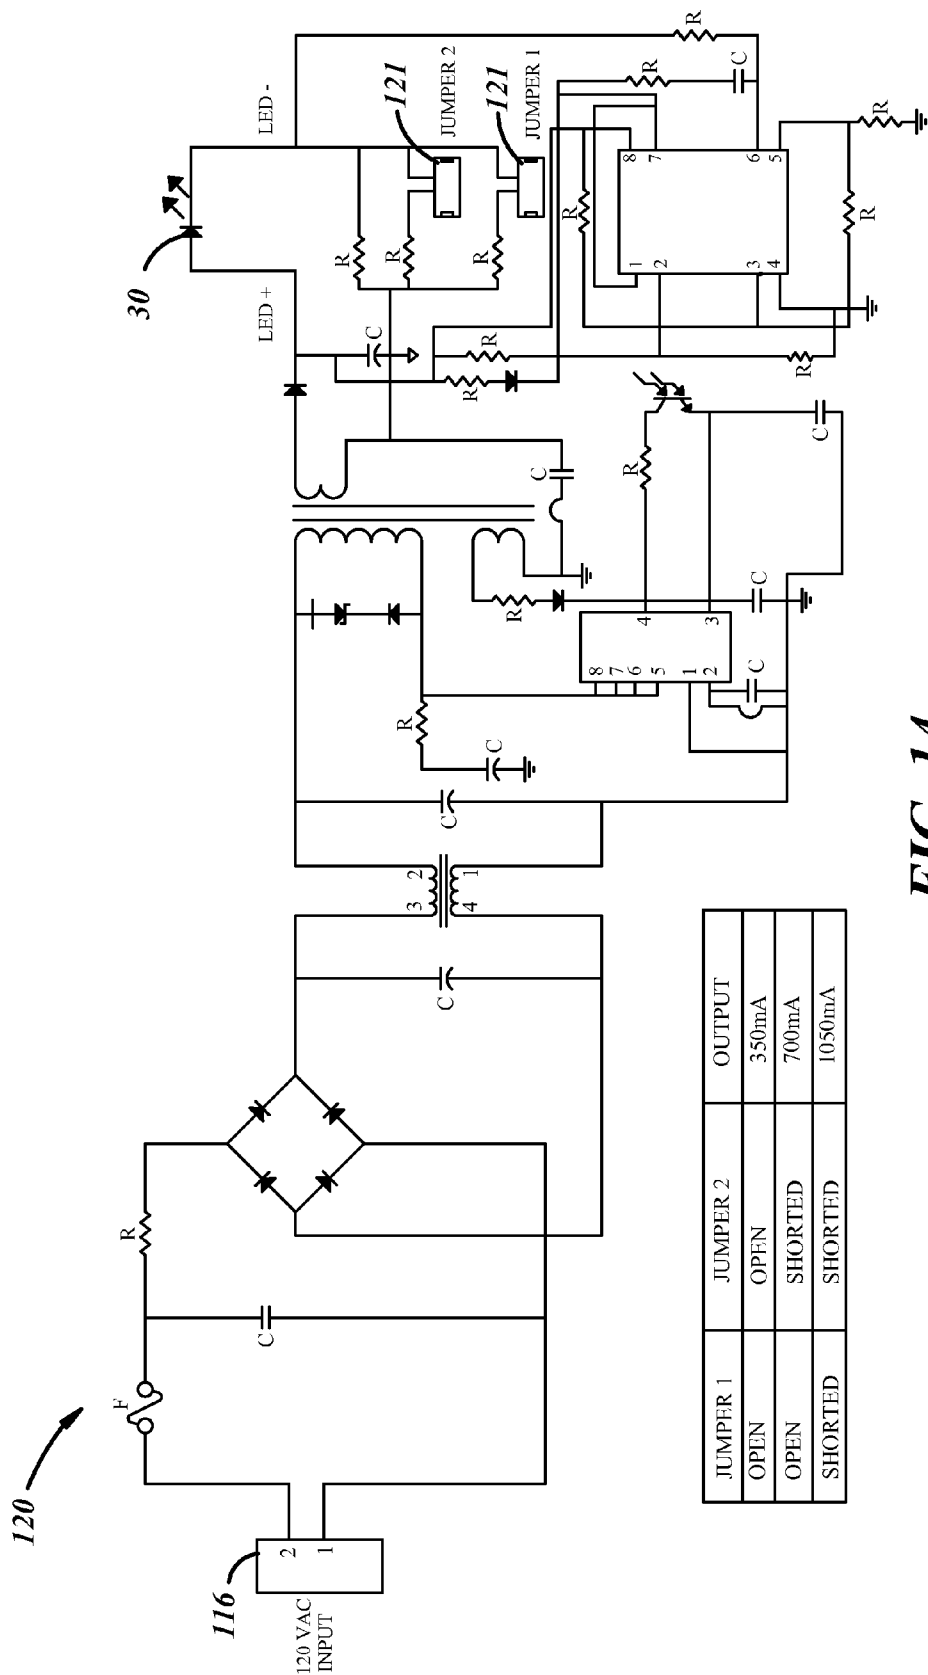 FIG. 14
120
116
120 VAC
INPUT
2
1
F
C
R
C
3 2
4 1
C
C
R
R
C
8
7
6
5
1
2
4
3
C
C
R
C
R
C
30
LED +
LED -
C
R
R
R
R
R
R
121
JUMPER 2
121
JUMPER 1
R
R
C
R
1
2
3
4
8
7
6
5
R
R
JUMPER 1 JUMPER 2 OUTPUT
OPEN OPEN 350mA
OPEN SHORTED 700mA
SHORTED SHORTED 1050mA